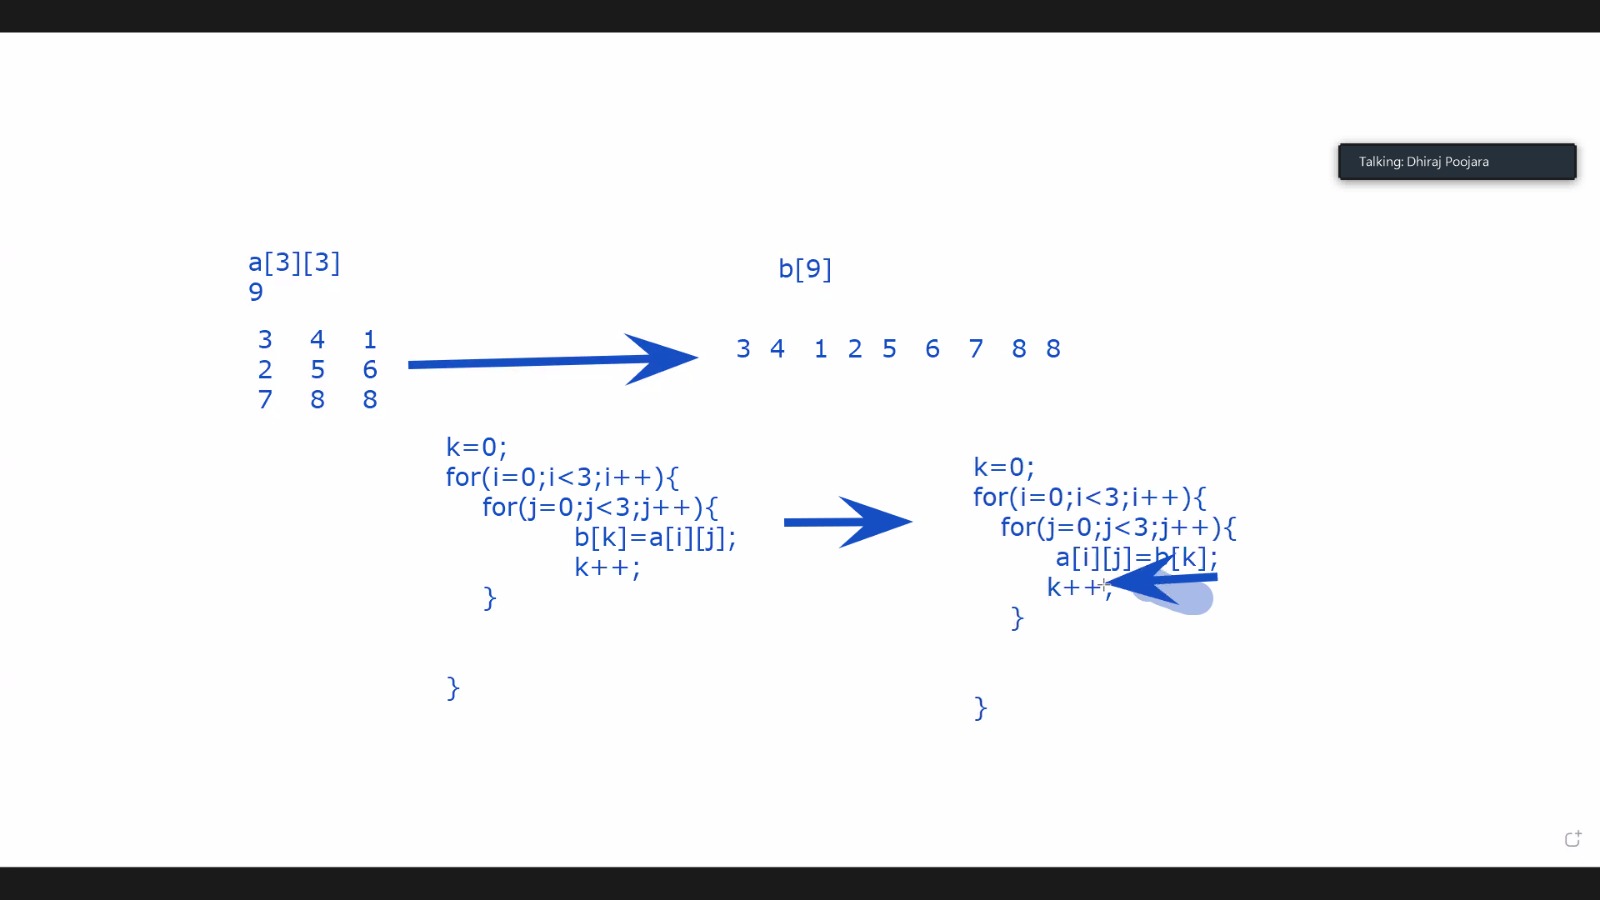 Talking: Dhiraj Poojara
a[3][3]
9
b[9]
3 4 1
2 5 6
7 8 8
3 4 1 2 5 6 7 8 8
k=0;
for(i=0;i<3;i++){
for(j=0;j<3;j++){
b[k]=a[i][j];
k++;
}
}
k=0;
for(i=0;i<3;i++){
for(j=0;j<3;j++){
a[i][j]=b[k];
k++;
}
}